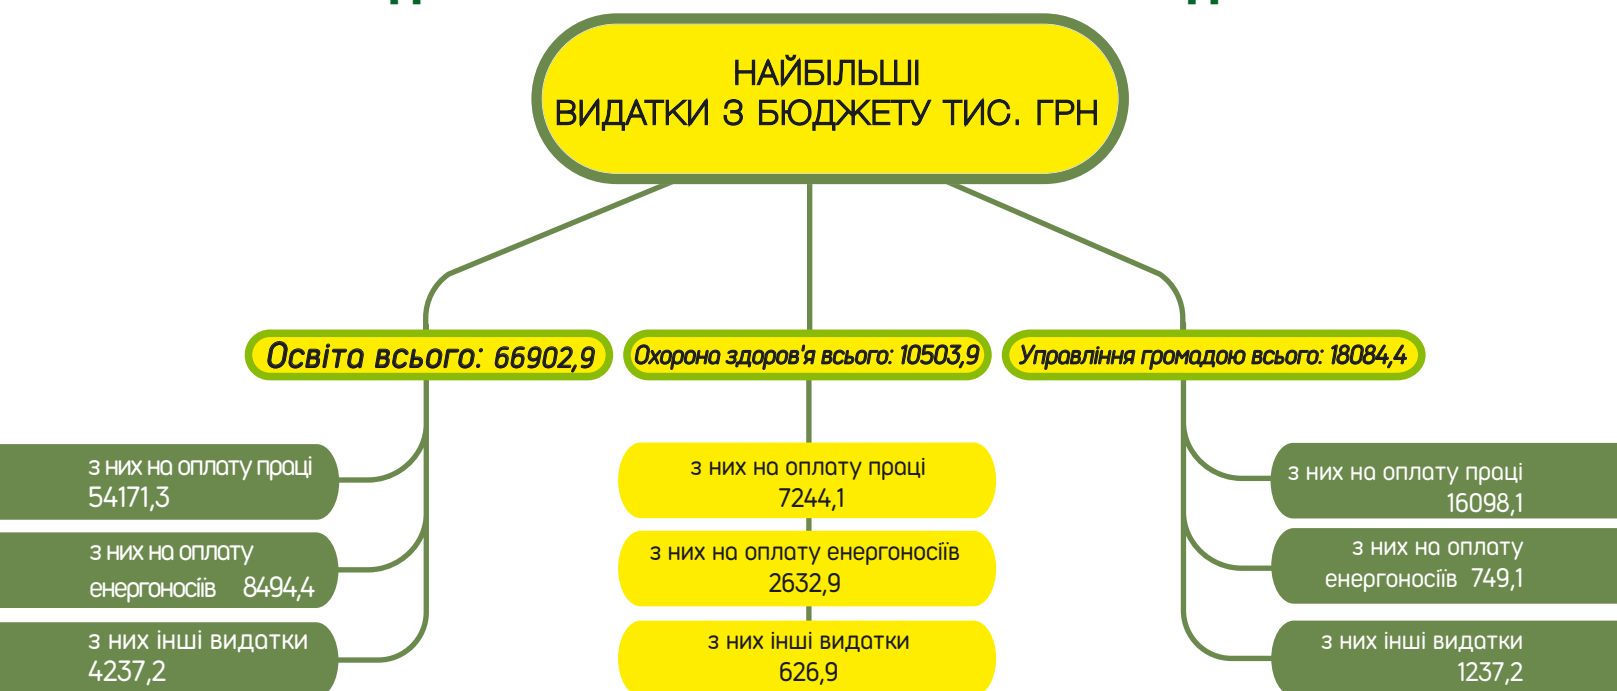 НАЙБІЛЬШІ
ВИДАТКИ З БЮДЖЕТУ ТИС. ГРН
Освіта всього: 66902,9
з них на оплату праці
54171,3
з них на оплату
енергоносіїв 8494,4
з них інші видатки
4237,2
Охорона здоров'я всього: 10503,9
з них на оплату праці
7244,1
з них на оплату енергоносіїв
2632,9
з них інші видатки
626,9
Управління громадою всього: 18084,4
з них на оплату праці
16098,1
з них на оплату
енергоносіїв 749,1
з них інші видатки
1237,2